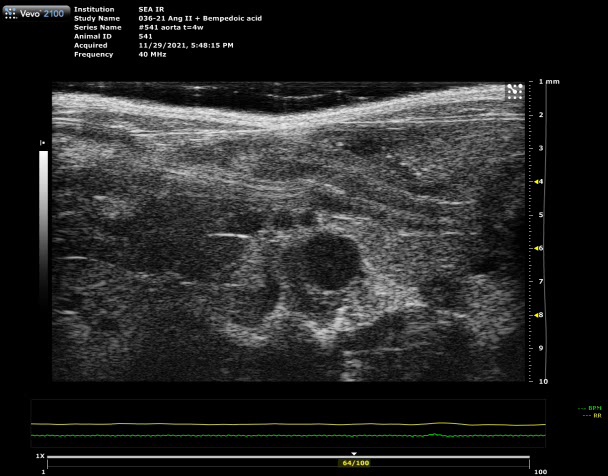 Vevo 2100
Institution SEA IR
Study Name 036-21 Ang II + Bempedoic acid
Series Name #541 aorta t=4w
Animal ID 541
Acquired 11/29/2021, 5:48:15 PM
Frequency 40 MHz
1 mm
2
3
4
5
6
7
8
9
10
BPM
RR
1X
64/100
1
100